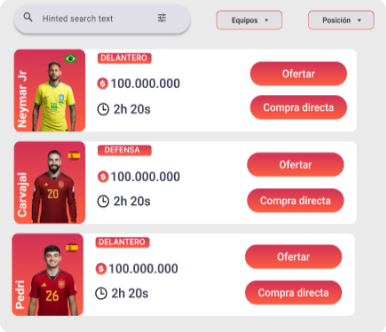 Hinted search text
Equipos
Posición
Neymar Jr
DELANTERO
100.000.000
2h 20s
Ofertar
Compra directa
Carvajal
20
DEFENSA
100.000.000
2h 20s
Ofertar
Compra directa
Pedri
26
DELANTERO
100.000.000
2h 20s
Ofertar
Compra directa